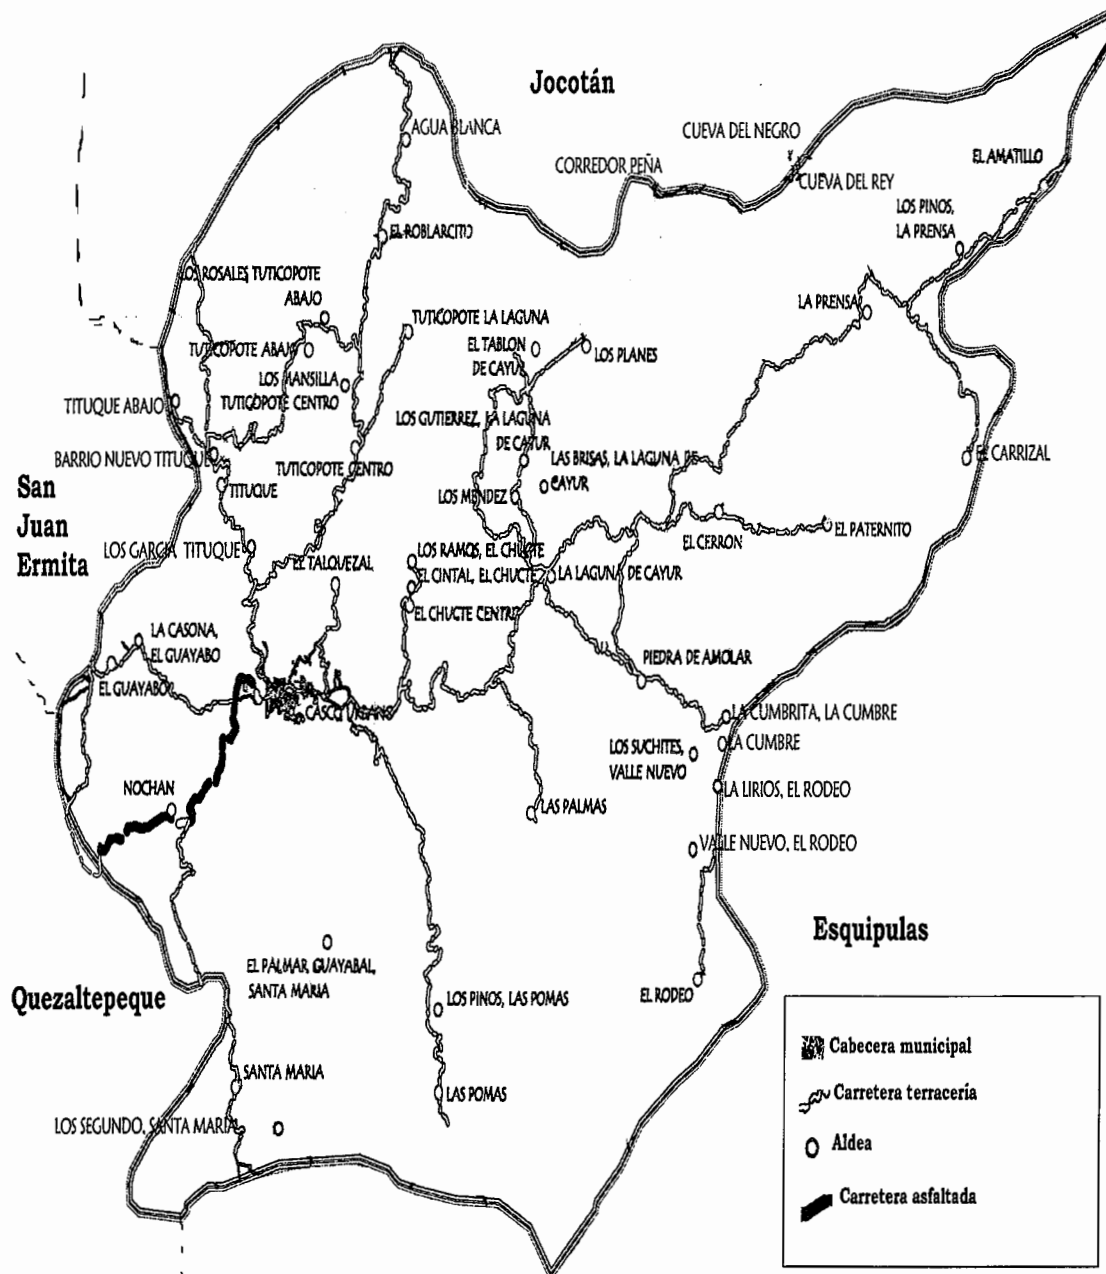 Jocotán
AGUA BLANCA
CUEVA DEL NEGRO
CORREDOR PEÑA
CUEVA DEL REY
EL AMATILLO
LOS PINOS,
LA PRENSA
EL ROBLARCITO
LOS ROSALES, TUTICOPOTE
ABAJO
LA PRENSA
TUTICOPOTE LA LAGUNA
EL TABLON
DE CAYUR
LOS PLANES
TUTICOPOTE ABAJO
LOS MANSILLA
TUTICOPOTE CENTRO
TITUQUE ABAJO
LOS GUTIERREZ, LA LAGUNA
DE CAYUR
BARRIO NUEVO TITUQUE
TUTICOPOTE CENTRO
LAS BRISAS, LA LAGUNA DE
CAYUR
EL CARRIZAL
San
Juan
Ermita
TITUQUE
LOS MENDEZ
EL CERRON
EL PATERNITO
LOS GARCIA TITUQUE
EL TALQUEZAL
LOS RAMOS, EL CHUCTE
EL CINTAL, EL CHUCTE
LA LAGUNA DE CAYUR
EL CHUCTE CENTRO
LA CASONA,
EL GUAYABO
EL GUAYABO
PIEDRA DE AMOLAR
CASCO URBANO
LA CUMBRITA, LA CUMBRE
LA CUMBRE
LOS SUCHITES,
VALLE NUEVO
NOCHAN
LAS PALMAS
LA LIRIOS, EL RODEO
VALLE NUEVO, EL RODEO
Esquipulas
EL PALMAR, GUAYABAL,
SANTA MARIA
Quezaltepeque
LOS PINOS, LAS POMAS
EL RODEO
SANTA MARIA
LAS POMAS
LOS SEGUNDO, SANTA MARIA
Cabecera municipal
Carretera terracería
Aldea
Carretera asfaltada